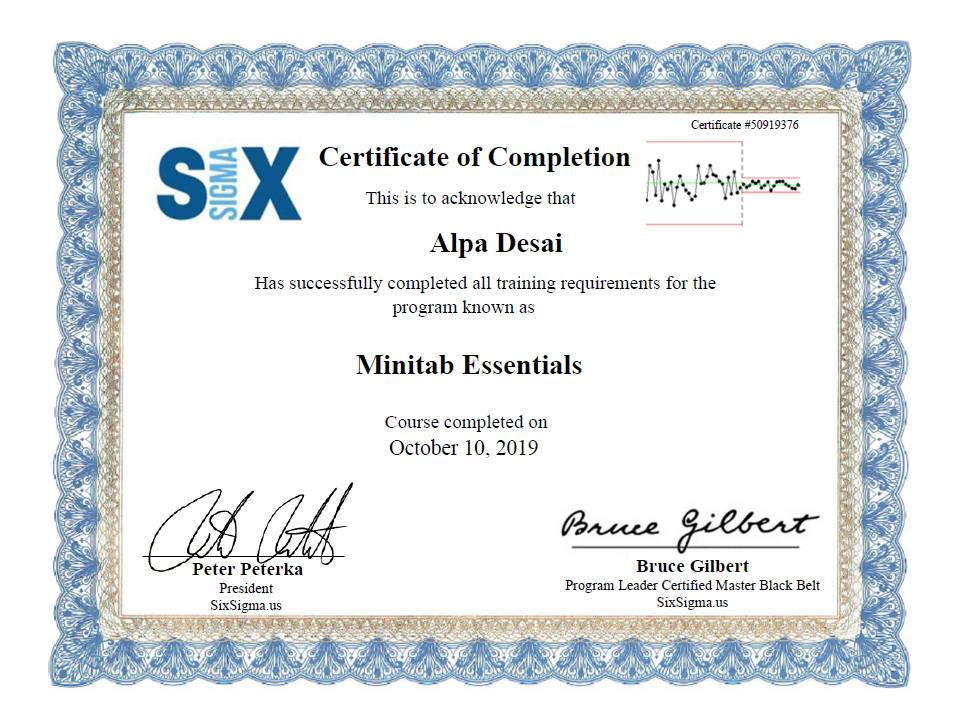 Certificate #50919376
SIX SIGMA
Certificate of Completion
This is to acknowledge that
Alpa Desai
Has successfully completed all training requirements for the
program known as
Minitab Essentials
Course completed on
October 10, 2019
Bruce Gilbert
Peter Peterka
President
SixSigma.us
Bruce Gilbert
Program Leader Certified Master Black Belt
SixSigma.us